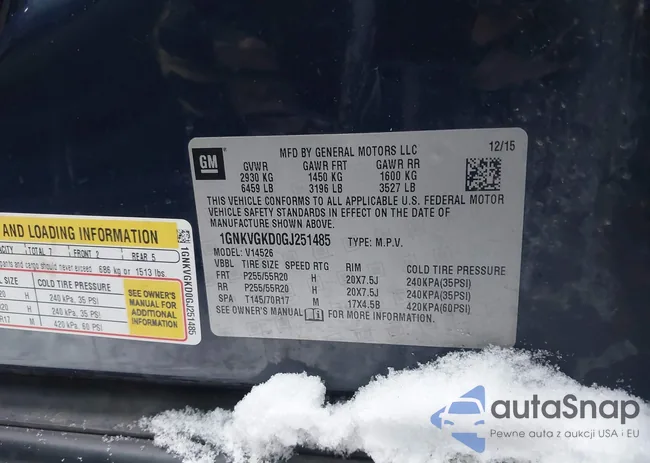 GM
MFD BY GENERAL MOTORS LLC 12/15
GVWR GAWR FRT GAWR RR
2930 KG 1450 KG 1600 KG
6459 LB 3196 LB 3527 LB
THIS VEHICLE CONFORMS TO ALL APPLICABLE U.S. FEDERAL MOTOR
VEHICLE SAFETY STANDARDS IN EFFECT ON THE DATE OF
MANUFACTURE SHOWN ABOVE.
1GNKVGKD0GJ251485 TYPE: M.P.V.
MODEL: V14526
VBBL TIRE SIZE SPEED RTG RIM COLD TIRE PRESSURE
FRT P255/55R20 H 20X7.5J 240KPA(35PSI)
RR P255/55R20 H 20X7.5J 240KPA(35PSI)
SPA T145/70R17 M 17X4.5B 420KPA(60PSI)
SEE OWNER'S MANUAL FOR MORE INFORMATION.
AND LOADING INFORMATION
TOTAL 7 FRONT 2 REAR 5
and cargo should never exceed 686 kg or 1513 lbs.
COLD TIRE PRESSURE
240 kPa, 35 PSI
240 kPa, 35 PSI
M 420 kPa, 60 PSI
SEE OWNER'S
MANUAL FOR
ADDITIONAL
INFORMATION
1GNKVGKD0GJ251485
autaSnap
Pewne auta z aukcji USA i EU